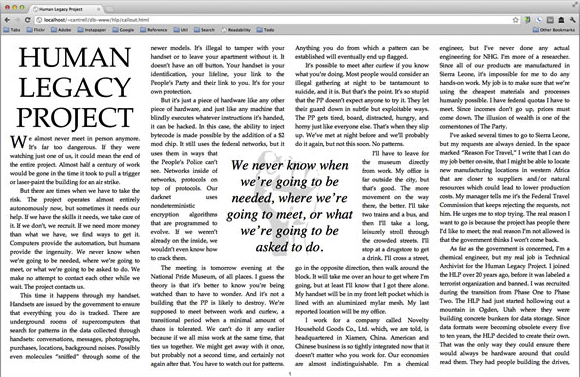 Human Legacy Project
localhost/~cantrell/db-www/hlp/callout.html
Tabs
Flickr
Adobe
Instapaper
Google
Reference
Utils
Search
Readability
ToDo
Other Bookmarks
HUMAN
LEGACY
PROJECT
We almost never meet in person anymore.
It's far too dangerous. If they were
watching just one of us, it could mean the end of
the entire project. Almost half a century of work
would be gone in the time it took to pull a trigger
or laser-paint the building for an air strike.
But there are times when we have to take the
risk. The project operates almost entirely
autonomously now, but sometimes it needs our
help. If we have the skills it needs, we take care of
it. If we don't, we recruit. If we need more money
than what we have, we find ways to get it.
Computers provide the automation, but humans
provide the ingenuity. We never know when
we're going to be needed, where we're going to
meet, or what we're going to be asked to do. We
make no attempt to contact each other while we
wait. The project contacts us.
This time it happens through my handset.
Handsets are issued by the government to ensure
that everything you do is tracked. There are
underground rooms of supercomputers that
search for patterns in the data collected through
handsets: conversations, messages, photographs,
purchases, locations, background noises. Possibly
even molecules "sniffed" through some of the
newer models. It's illegal to tamper with your
handset or to leave your apartment without it. It
doesn't have an off button. Your handset is your
identification, your lifeline, your link to the
People's Party and their link to you. It's for your
own protection.
But it's just a piece of hardware like any other
piece of hardware, and just like any machine that
blindly executes whatever instructions it's handed,
it can be hacked. In this case, the ability to inject
bytecode is made possible by the addition of a $2
mod chip. It still uses the federal networks, but it
uses them in ways that
the People's Police can't
see. Networks inside of
networks, protocols on
top of protocols. Our
darknet uses
nondeterministic
encryption algorithms
that are programmed to
evolve. If we weren't
already on the inside, we
wouldn't even know how
to crack them.
The meeting is tomorrow evening at the
National Pride Museum, of all places. I guess the
theory is that it's better to know you're being
watched than to have to wonder. And it's not a
building that the PP is likely to destroy. We're
supposed to meet between work and curfew, a
transitional period when a minimal amount of
chaos is tolerated. We can't do it any earlier
because if we all miss work at the same time, that
ties us together. We might get away with it once,
but probably not a second time, and certainly not
again after that. You have to watch out for patterns.
We never know when
we're going to be
needed, where we're
going to meet, or what
we're going to be
asked to do.
Anything you do from which a pattern can be
established will eventually end up flagged.
It's possible to meet after curfew if you know
what you're doing. Most people would consider an
illegal gathering at night to be tantamount to
suicide, and it is. But that's the point. It's so stupid
that the PP doesn't expect anyone to try it. They let
their guard down in subtle but exploitable ways.
The PP gets tired, board, distracted, hungry, and
horny just like everyone else. That's when they slip
up. We've met at night before and we'll probably
do it again, but not this soon. No patterns.
I'll have to leave for
the museum directly
from work. My office is
far outside the city, but
that's good. The more
movement on the way
there, the better. I'll take
two trains and a bus, and
then I'll take a long,
leisurely stroll through
the crowded streets. I'll
stop at a drugstore to get
a drink. I'll cross a street,
go in the opposite direction, then walk around the
block. It will take me over an hour to get where I'm
going, but at least I'll know that I got there alone.
My handset will be in my front left pocket which is
lined with an aluminized mylar mesh. My last
reported location will be my office.
I work for a company called Novelty
Household Goods Co., Ltd. which, we are told, is
headquartered in Xiamen, China. American and
Chinese business is so tightly integrated now that it
doesn't matter who you work for. Our economies
are almost indistinguishable. I'm a chemical
engineer, but I've never done any actual
engineering for NHG. I'm more of a researcher.
Since all of our products are manufactured in
Sierra Leone, it's impossible for me to do any
hands-on work. My job is to make sure that we're
using the cheapest materials and processes
humanly possible. I have federal quotas I have to
meet. Since incomes don't go up, prices must
come down. The illusion of wealth is one of the
cornerstones of The Party.
I've asked several times to go to Sierra Leone,
but my requests are always denied. In the space
marked "Reason For Travel," I write that I can do
my job better on-site, that I might be able to locate
new manufacturing locations in western Africa
that are closer to suppliers and/or natural
resources which could lead to lower production
costs. My manager tells me it's the Federal Travel
Commission that keeps rejecting the requests, not
him. He urges me to stop trying. The real reason I
want to go is because the project has people there
I'd like to meet; the real reason I'm not allowed is
that the government thinks I won't come back.
As far as the government is concerned, I'm a
chemical engineer, but my real job is Technical
Archivist for the Human Legacy Project. I joined
the HLP over 20 years ago, before it was labeled a
terrorist organization and banned. I was recruited
during the transition from Phase One to Phase
Two. The HLP had just started hollowing out a
mountain in Ogden, Utah where they were
building concrete bunkers for data storage. Since
data formats were becoming obsolete every five
to ten years, the HLP decided to create their own.
That was the only way they could ensure there
would always be hardware around that could
read them. They had people building the drives,
1